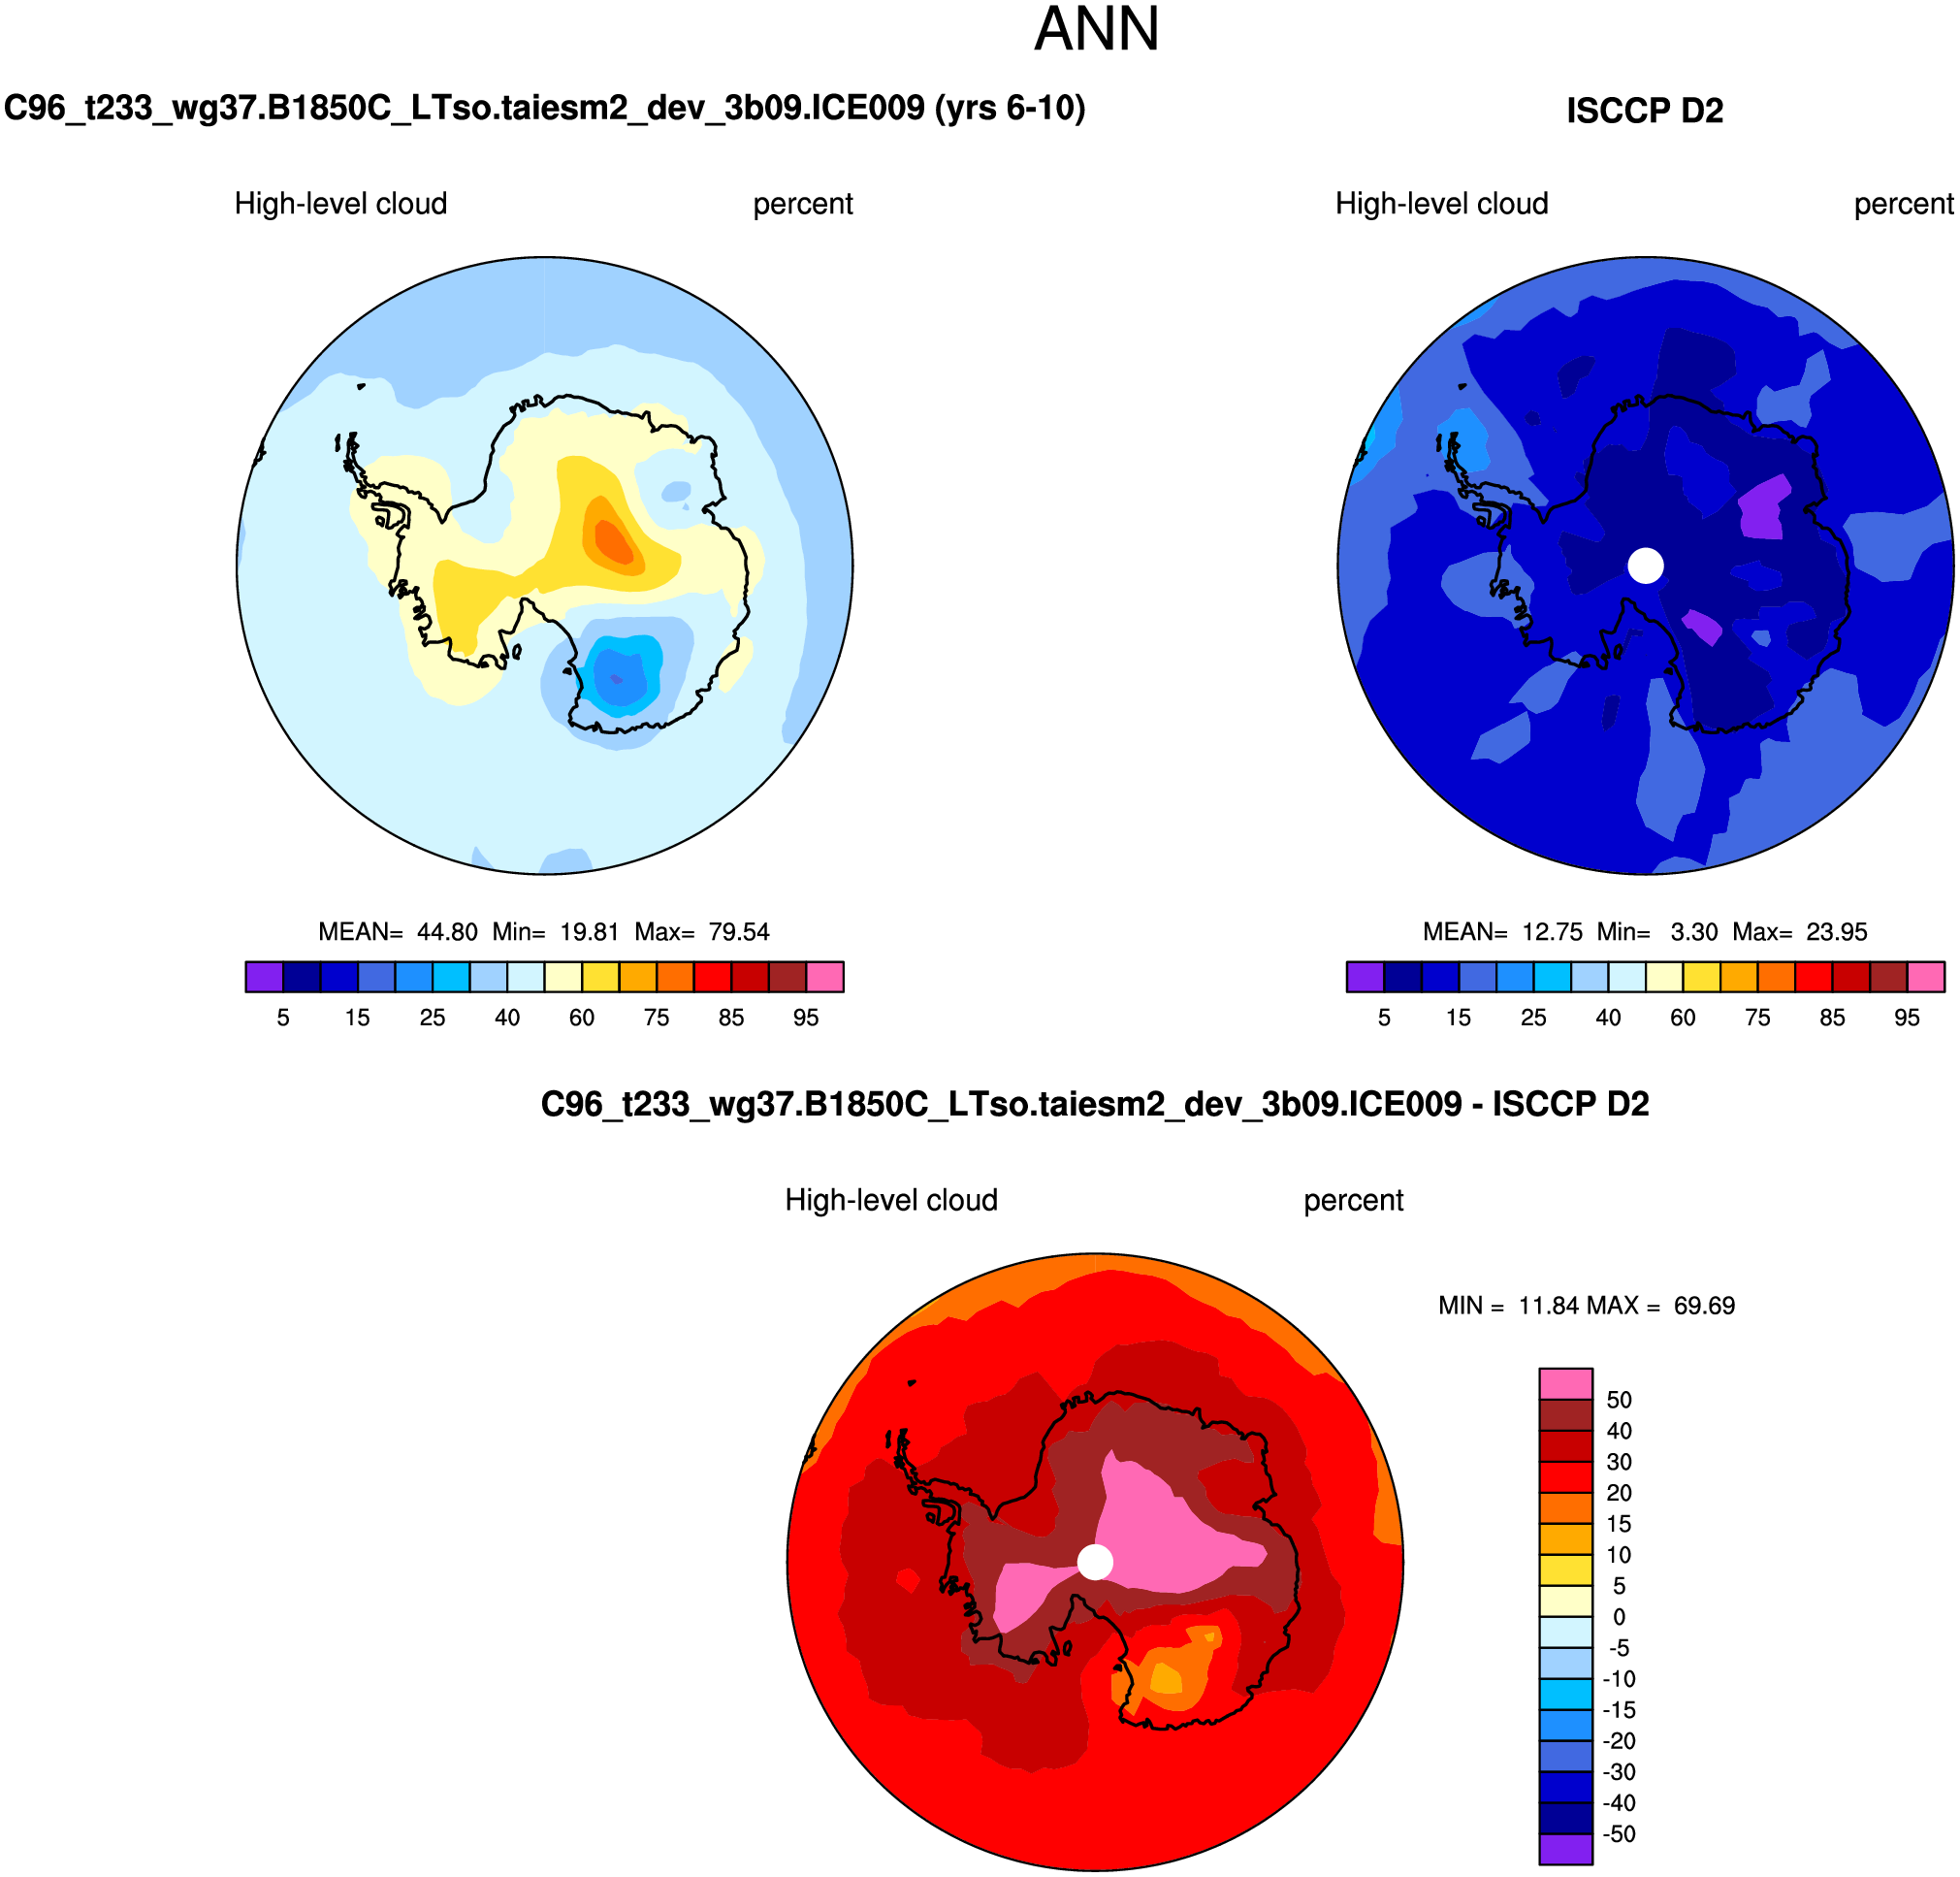 ANN
C96_t233_wg37.B1850C_LTso.taiesm2_dev_3b09.ICE009 (yrs 6-10)
ISCCP D2
High-level cloud percent
High-level cloud percent
MEAN= 44.80 Min= 19.81 Max= 79.54
MEAN= 12.75 Min= 3.30 Max= 23.95
5 15 25 40 60 75 85 95
5 15 25 40 60 75 85 95
C96_t233_wg37.B1850C_LTso.taiesm2_dev_3b09.ICE009 - ISCCP D2
High-level cloud percent
MIN = 11.84 MAX = 69.69
50
40
30
20
15
10
5
0
-5
-10
-15
-20
-30
-40
-50